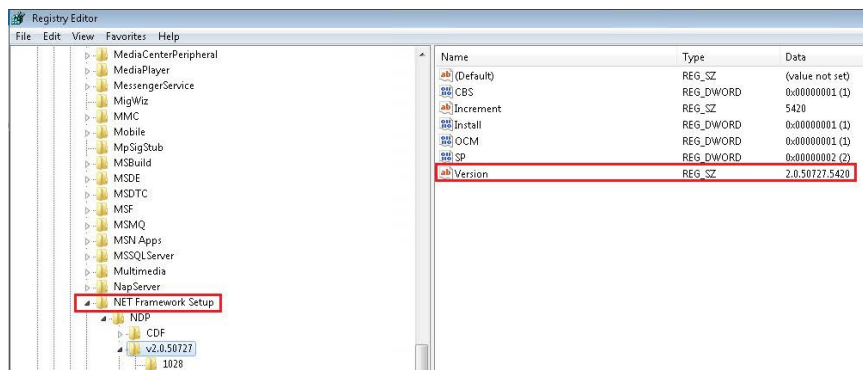 Registry Editor
File Edit View Favorites Help
MediaCenterPeripheral
MediaPlayer
MessengerService
MigWiz
MMC
Mobile
MpSigStub
MSBuild
MSDE
MSDTC
MSF
MSMQ
MSN Apps
MSSQLServer
Multimedia
NapServer
NET Framework Setup
NDP
CDF
v2.0.50727
1028
Name Type Data
(Default) REG_SZ (value not set)
CBS REG_DWORD 0x00000001 (1)
Increment REG_SZ 5420
Install REG_DWORD 0x00000001 (1)
OCM REG_DWORD 0x00000001 (1)
SP REG_DWORD 0x00000002 (2)
Version REG_SZ 2.0.50727.5420